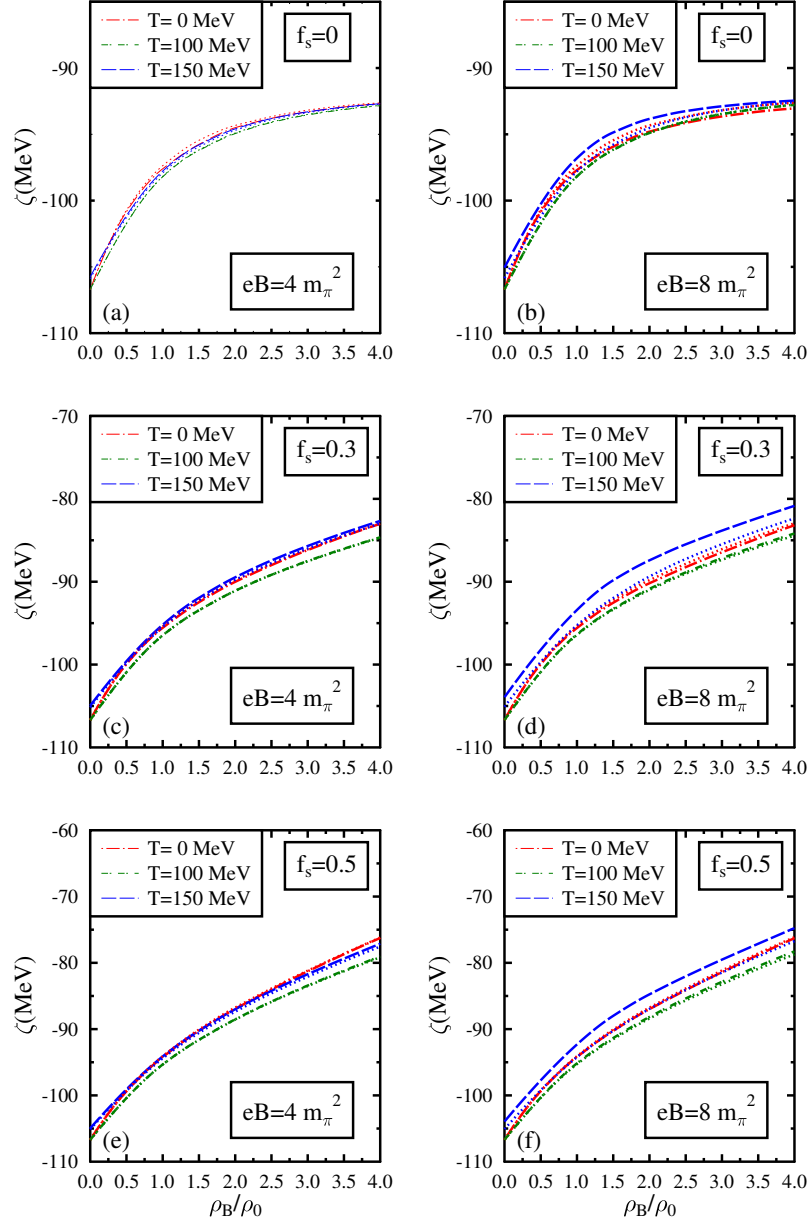 T= 0 MeV
T=100 MeV
T=150 MeV
f_s=0
-90
-100
-110
ζ(MeV)
(a)
eB=4 m_π^2
0.0 0.5 1.0 1.5 2.0 2.5 3.0 3.5 4.0
T= 0 MeV
T=100 MeV
T=150 MeV
f_s=0
-90
-100
-110
ζ(MeV)
(b)
eB=8 m_π^2
0.0 0.5 1.0 1.5 2.0 2.5 3.0 3.5 4.0
T= 0 MeV
T=100 MeV
T=150 MeV
f_s=0.3
-70
-80
-90
-100
-110
ζ(MeV)
(c)
eB=4 m_π^2
0.0 0.5 1.0 1.5 2.0 2.5 3.0 3.5 4.0
T= 0 MeV
T=100 MeV
T=150 MeV
f_s=0.3
-70
-80
-90
-100
-110
ζ(MeV)
(d)
eB=8 m_π^2
0.0 0.5 1.0 1.5 2.0 2.5 3.0 3.5 4.0
T= 0 MeV
T=100 MeV
T=150 MeV
f_s=0.5
-60
-70
-80
-90
-100
-110
ζ(MeV)
(e)
eB=4 m_π^2
0.0 0.5 1.0 1.5 2.0 2.5 3.0 3.5 4.0
ρ_B/ρ_0
T= 0 MeV
T=100 MeV
T=150 MeV
f_s=0.5
-60
-70
-80
-90
-100
-110
ζ(MeV)
(f)
eB=8 m_π^2
0.0 0.5 1.0 1.5 2.0 2.5 3.0 3.5 4.0
ρ_B/ρ_0